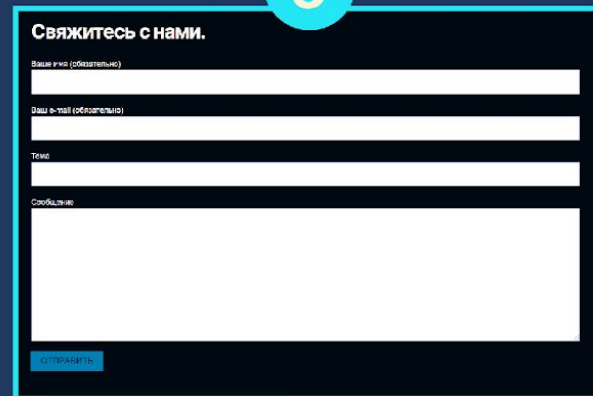 Свяжитесь с нами.
Ваше имя (обязательно)
Ваш e-mail (обязательно)
Тема
Сообщение
ОТПРАВИТЬ